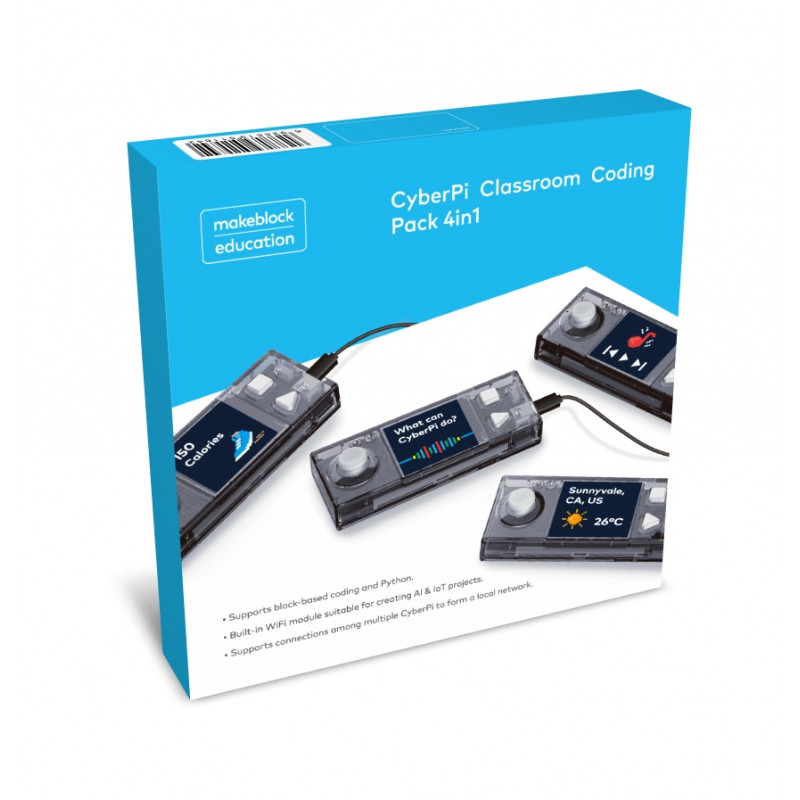 makeblock
education
CyberPi Classroom Coding
Pack 4in1
150
Calories
What can
CyberPi do?
Sunnyvale,
CA, US
26°C
• Supports block-based coding and Python.
• Built-in WiFi module suitable for creating AI & IoT projects.
• Supports connections among multiple CyberPi to form a local network.